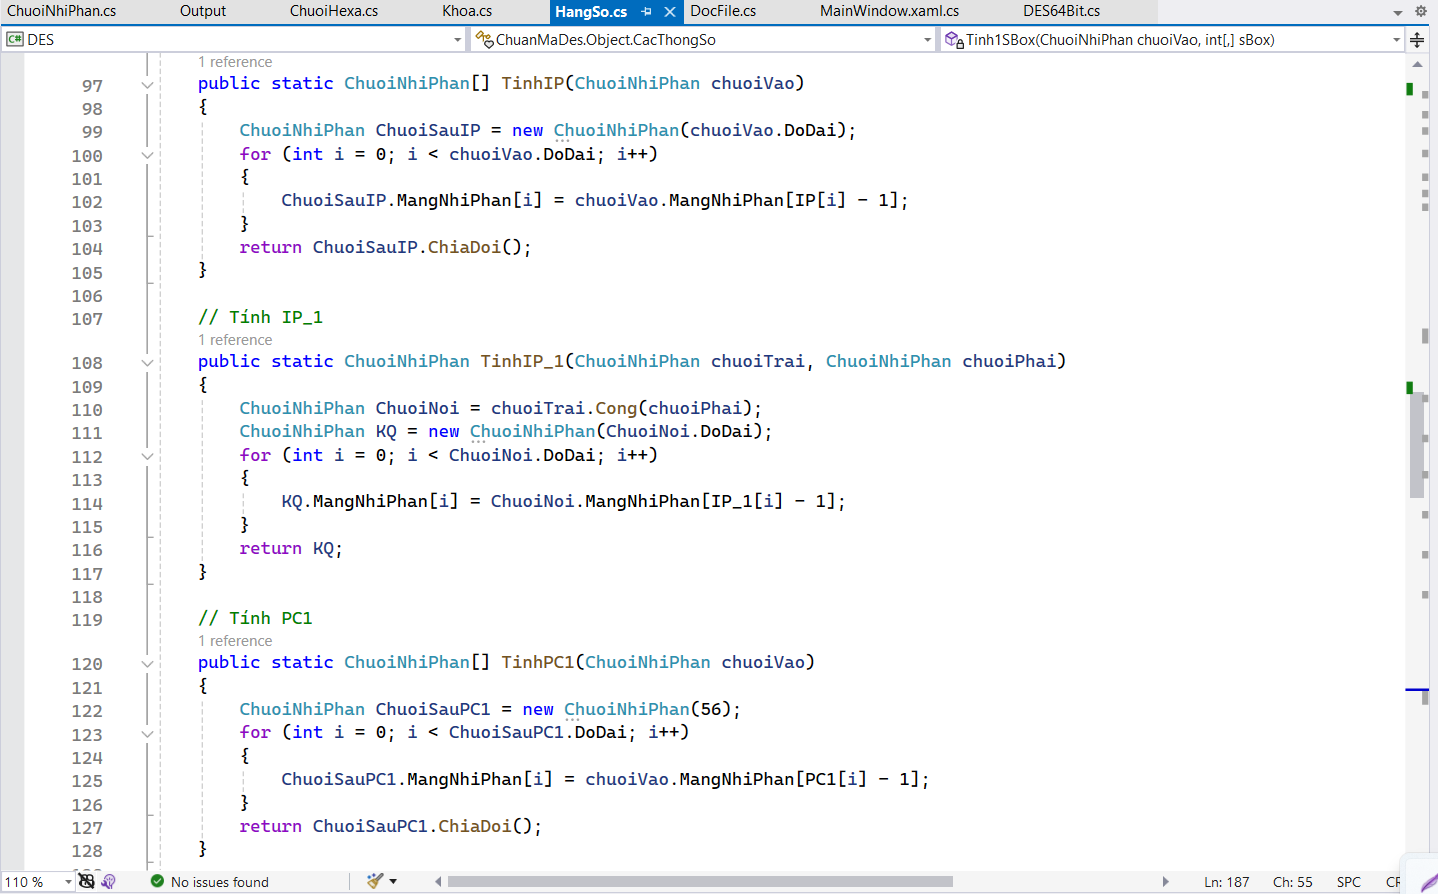 ChuoiNhiPhan.cs Output ChuoiHexa.cs Khoa.cs HangSo.cs DocFile.cs MainWindow.xaml.cs DES64Bit.cs
C# DES ChuanMaDes.Object.CacThongSo Tinh1SBox(ChuoiNhiPhan chuoiVao, int[,] sBox)
1 reference
97 public static ChuoiNhiPhan[] TinhIP(ChuoiNhiPhan chuoiVao)
98 {
99 ChuoiNhiPhan ChuoiSauIP = new ChuoiNhiPhan(chuoiVao.DoDai);
100 for (int i = 0; i < chuoiVao.DoDai; i++)
101 {
102 ChuoiSauIP.MangNhiPhan[i] = chuoiVao.MangNhiPhan[IP[i] - 1];
103 }
104 return ChuoiSauIP.ChiaDoi();
105 }
106
107 // Tính IP_1
1 reference
108 public static ChuoiNhiPhan TinhIP_1(ChuoiNhiPhan chuoiTrai, ChuoiNhiPhan chuoiPhai)
109 {
110 ChuoiNhiPhan ChuoiNoi = chuoiTrai.Cong(chuoiPhai);
111 ChuoiNhiPhan KQ = new ChuoiNhiPhan(ChuoiNoi.DoDai);
112 for (int i = 0; i < ChuoiNoi.DoDai; i++)
113 {
114 KQ.MangNhiPhan[i] = ChuoiNoi.MangNhiPhan[IP_1[i] - 1];
115 }
116 return KQ;
117 }
118
119 // Tính PC1
1 reference
120 public static ChuoiNhiPhan[] TinhPC1(ChuoiNhiPhan chuoiVao)
121 {
122 ChuoiNhiPhan ChuoiSauPC1 = new ChuoiNhiPhan(56);
123 for (int i = 0; i < ChuoiSauPC1.DoDai; i++)
124 {
125 ChuoiSauPC1.MangNhiPhan[i] = chuoiVao.MangNhiPhan[PC1[i] - 1];
126 }
127 return ChuoiSauPC1.ChiaDoi();
128 }
110 % No issues found Ln: 187 Ch: 55 SPC